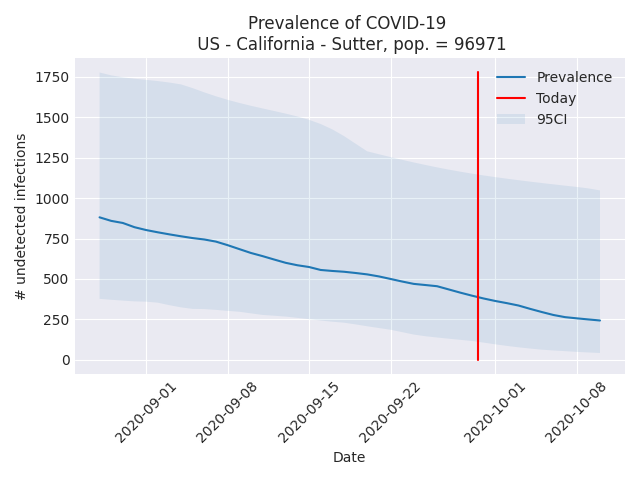 Prevalence of COVID-19
US - California - Sutter, pop. = 96971
Prevalence
Today
95CI
# undetected infections
1750
1500
1250
1000
750
500
250
0
2020-09-01
2020-09-08
2020-09-15
2020-09-22
2020-10-01
2020-10-08
Date